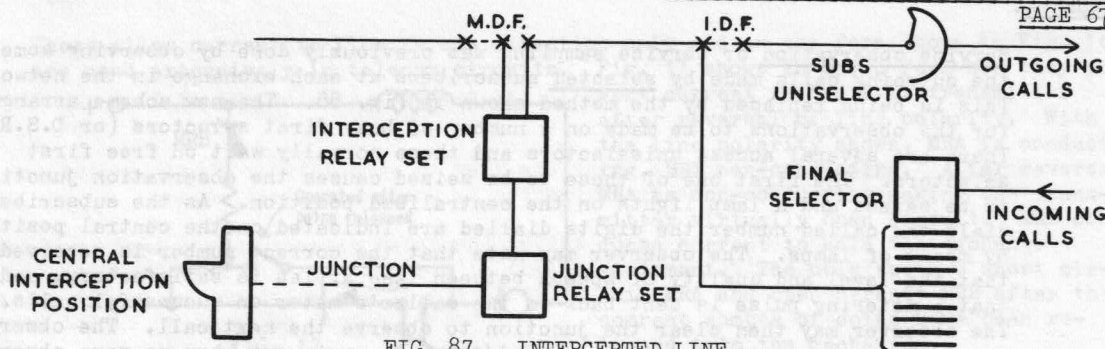 PAGE 67
M.D.F. I.D.F.
SUBS UNISELECTOR
OUTGOING CALLS
INTERCEPTION RELAY SET
FINAL SELECTOR
INCOMING CALLS
CENTRAL INTERCEPTION POSITION
JUNCTION
JUNCTION RELAY SET
FIG. 87. INTERCEPTED LINE